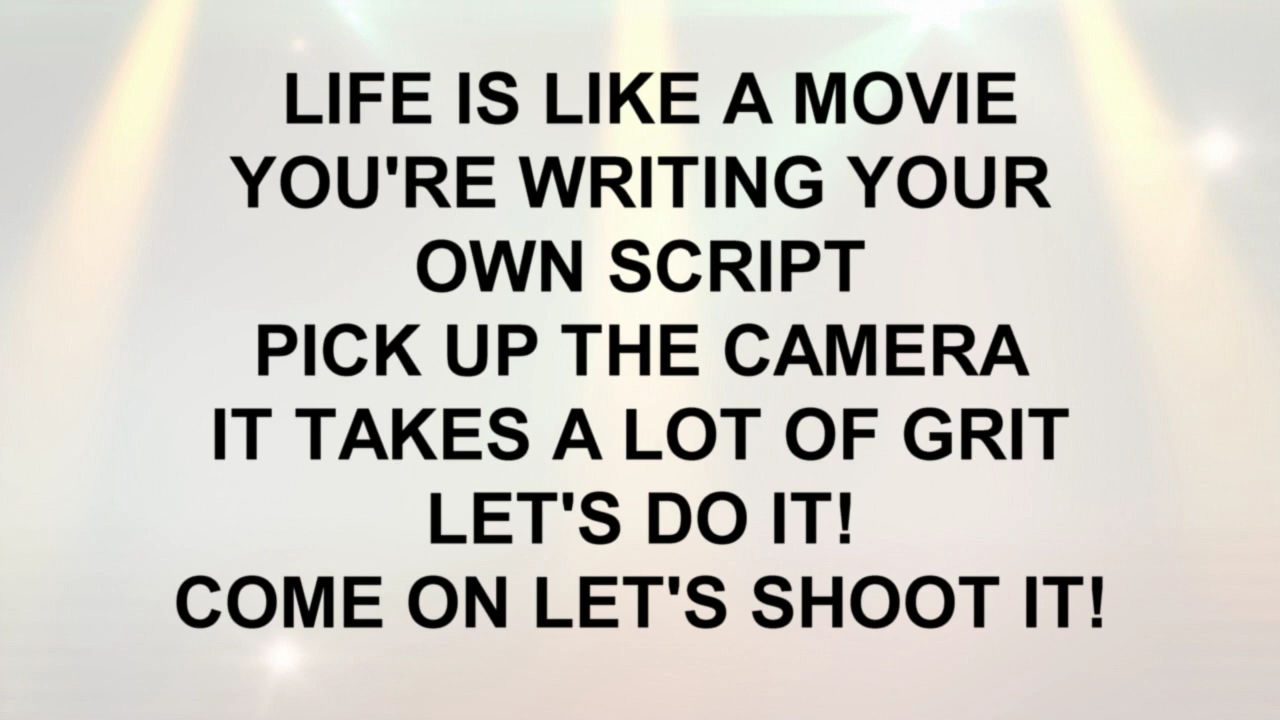 LIFE IS LIKE A MOVIE
YOU'RE WRITING YOUR
OWN SCRIPT
PICK UP THE CAMERA
IT TAKES A LOT OF GRIT
LET'S DO IT!
COME ON LET'S SHOOT IT!